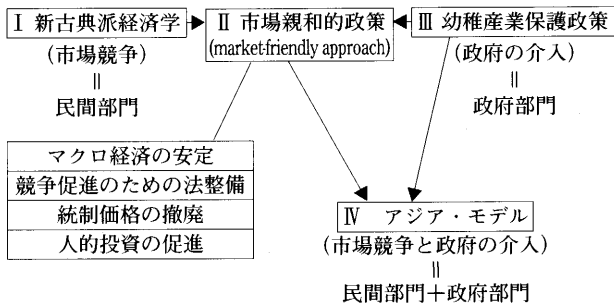 Ⅰ 新古典派経済学
(市場競争)
＝
民間部門
Ⅱ 市場親和的政策
(market-friendly approach)
Ⅲ 幼稚産業保護政策
(政府の介入)
＝
政府部門
マクロ経済の安定
競争促進のための法整備
統制価格の撤廃
人的投資の促進
Ⅳ アジア・モデル
(市場競争と政府の介入)
＝
民間部門＋政府部門